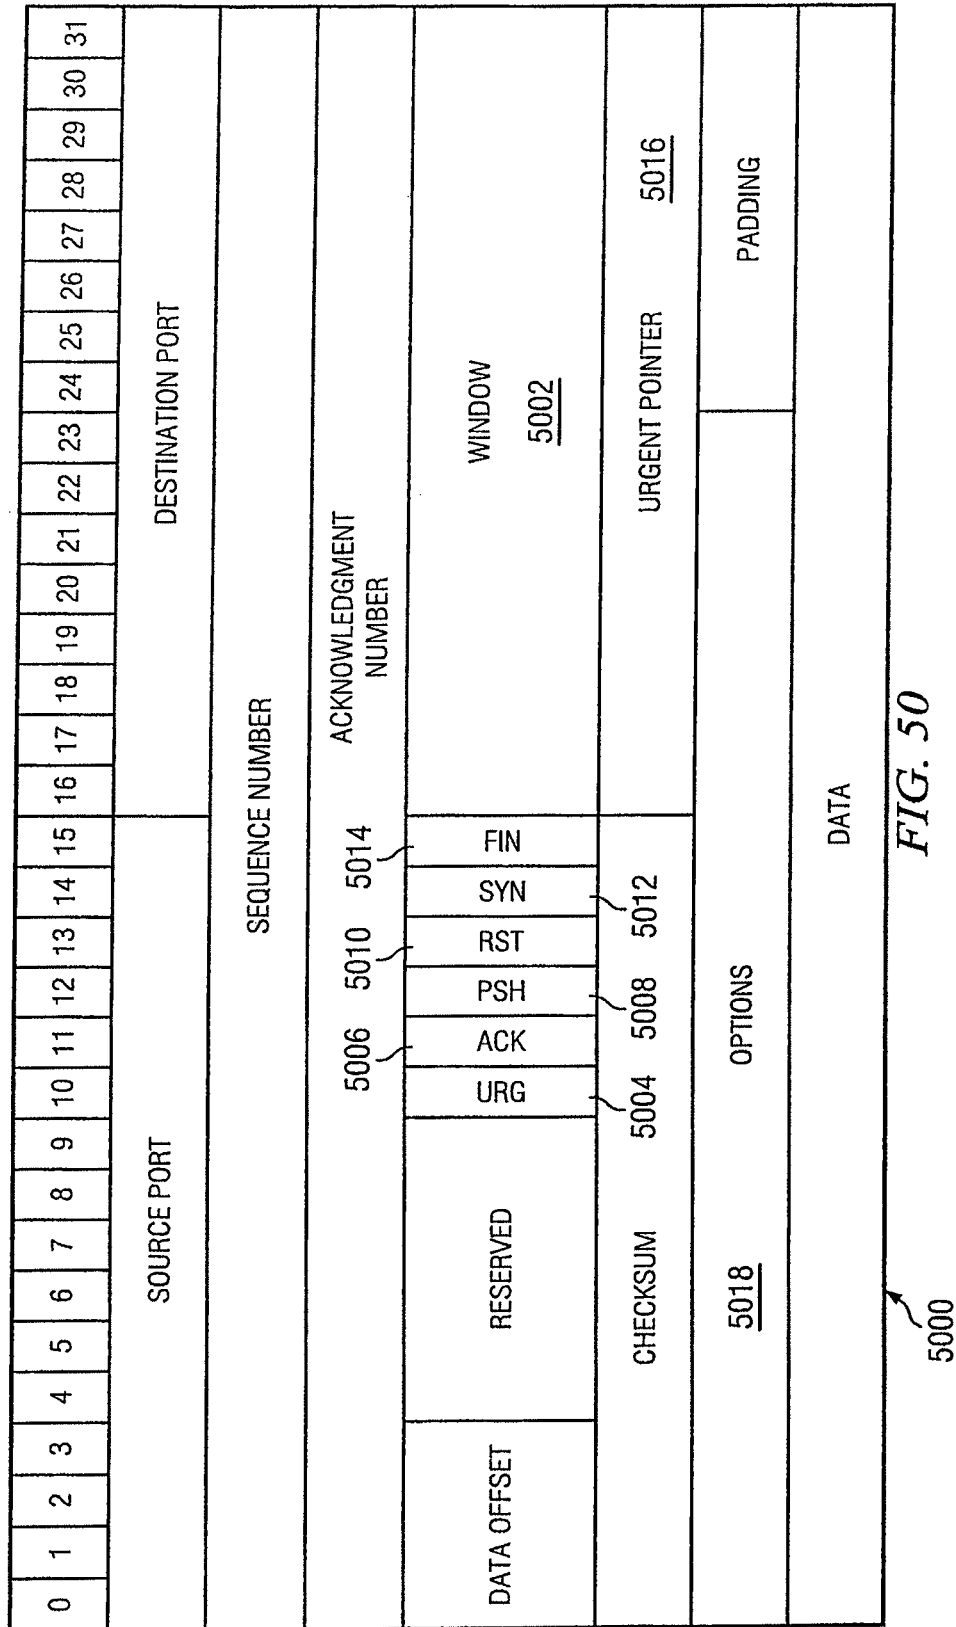 0 1 2 3 4 5 6 7 8 9 10 11 12 13 14 15 16 17 18 19 20 21 22 23 24 25 26 27 28 29 30 31
SOURCE PORT DESTINATION PORT
SEQUENCE NUMBER
ACKNOWLEDGMENT
NUMBER
5006 5010 5014
DATA OFFSET RESERVED URG ACK PSH RST SYN FIN WINDOW
5002
5004 5008 5012
CHECKSUM URGENT POINTER 5016
5018 OPTIONS PADDING
DATA
5000
FIG. 50